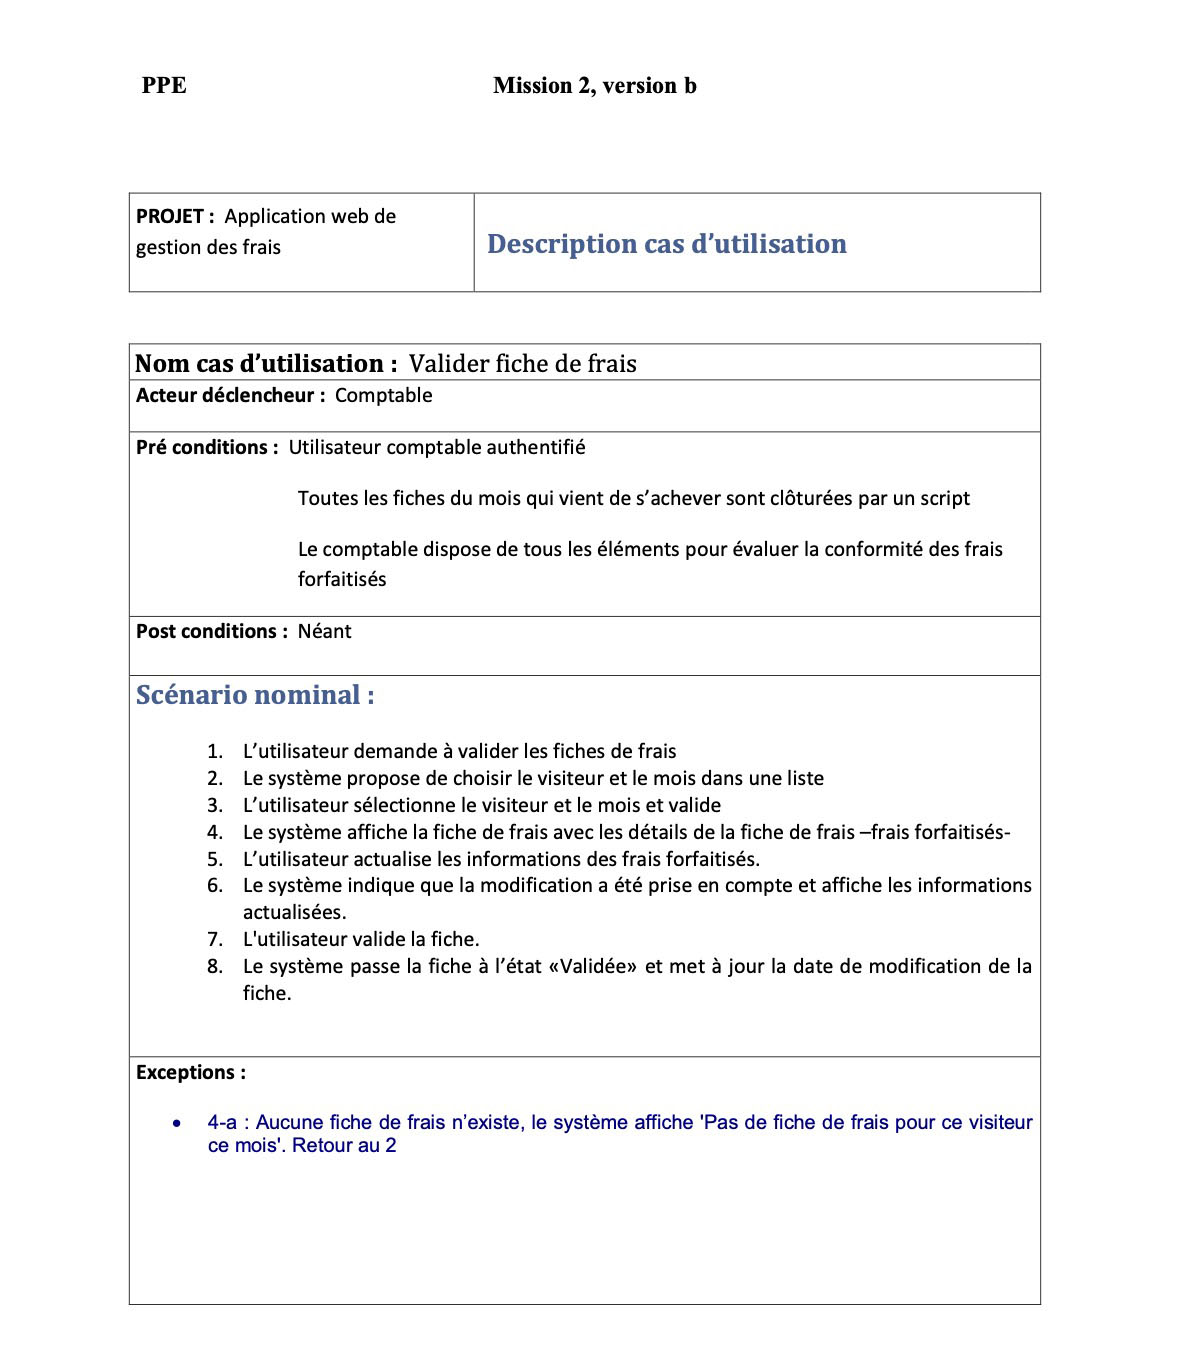 PPE Mission 2, version b
PROJET : Application web de
gestion des frais
Description cas d’utilisation
Nom cas d’utilisation : Valider fiche de frais
Acteur déclencheur : Comptable
Pré conditions : Utilisateur comptable authentifié
Toutes les fiches du mois qui vient de s’achever sont clôturées par un script
Le comptable dispose de tous les éléments pour évaluer la conformité des frais
forfaitisés
Post conditions : Néant
Scénario nominal :
1. L’utilisateur demande à valider les fiches de frais
2. Le système propose de choisir le visiteur et le mois dans une liste
3. L’utilisateur sélectionne le visiteur et le mois et valide
4. Le système affiche la fiche de frais avec les détails de la fiche de frais –frais forfaitisés-
5. L’utilisateur actualise les informations des frais forfaitisés.
6. Le système indique que la modification a été prise en compte et affiche les informations
actualisées.
7. L'utilisateur valide la fiche.
8. Le système passe la fiche à l’état «Validée» et met à jour la date de modification de la
fiche.
Exceptions :
• 4-a : Aucune fiche de frais n’existe, le système affiche 'Pas de fiche de frais pour ce visiteur
ce mois'. Retour au 2